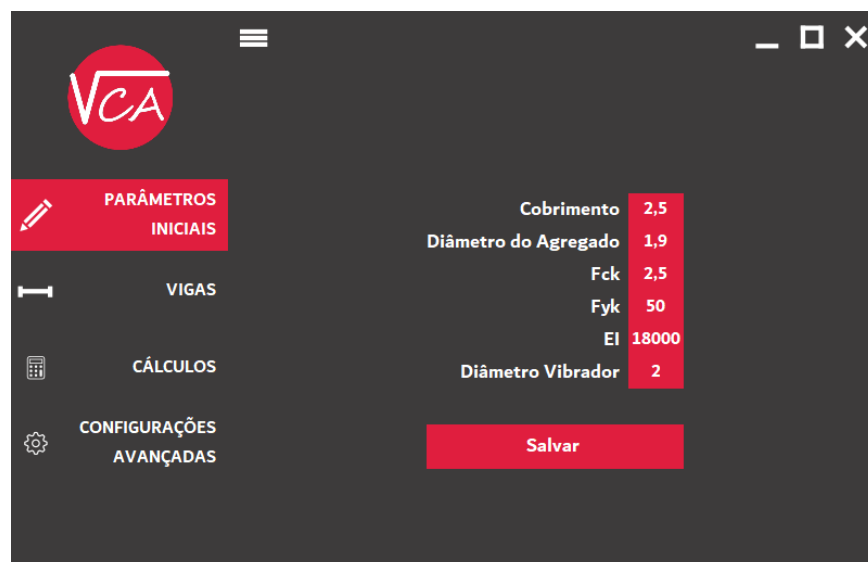 VCA
PARÂMETROS
INICIAIS
VIGAS
CÁLCULOS
CONFIGURAÇÕES
AVANÇADAS
Cobrimento 2,5
Diâmetro do Agregado 1,9
Fck 2,5
Fyk 50
EI 18000
Diâmetro Vibrador 2
Salvar